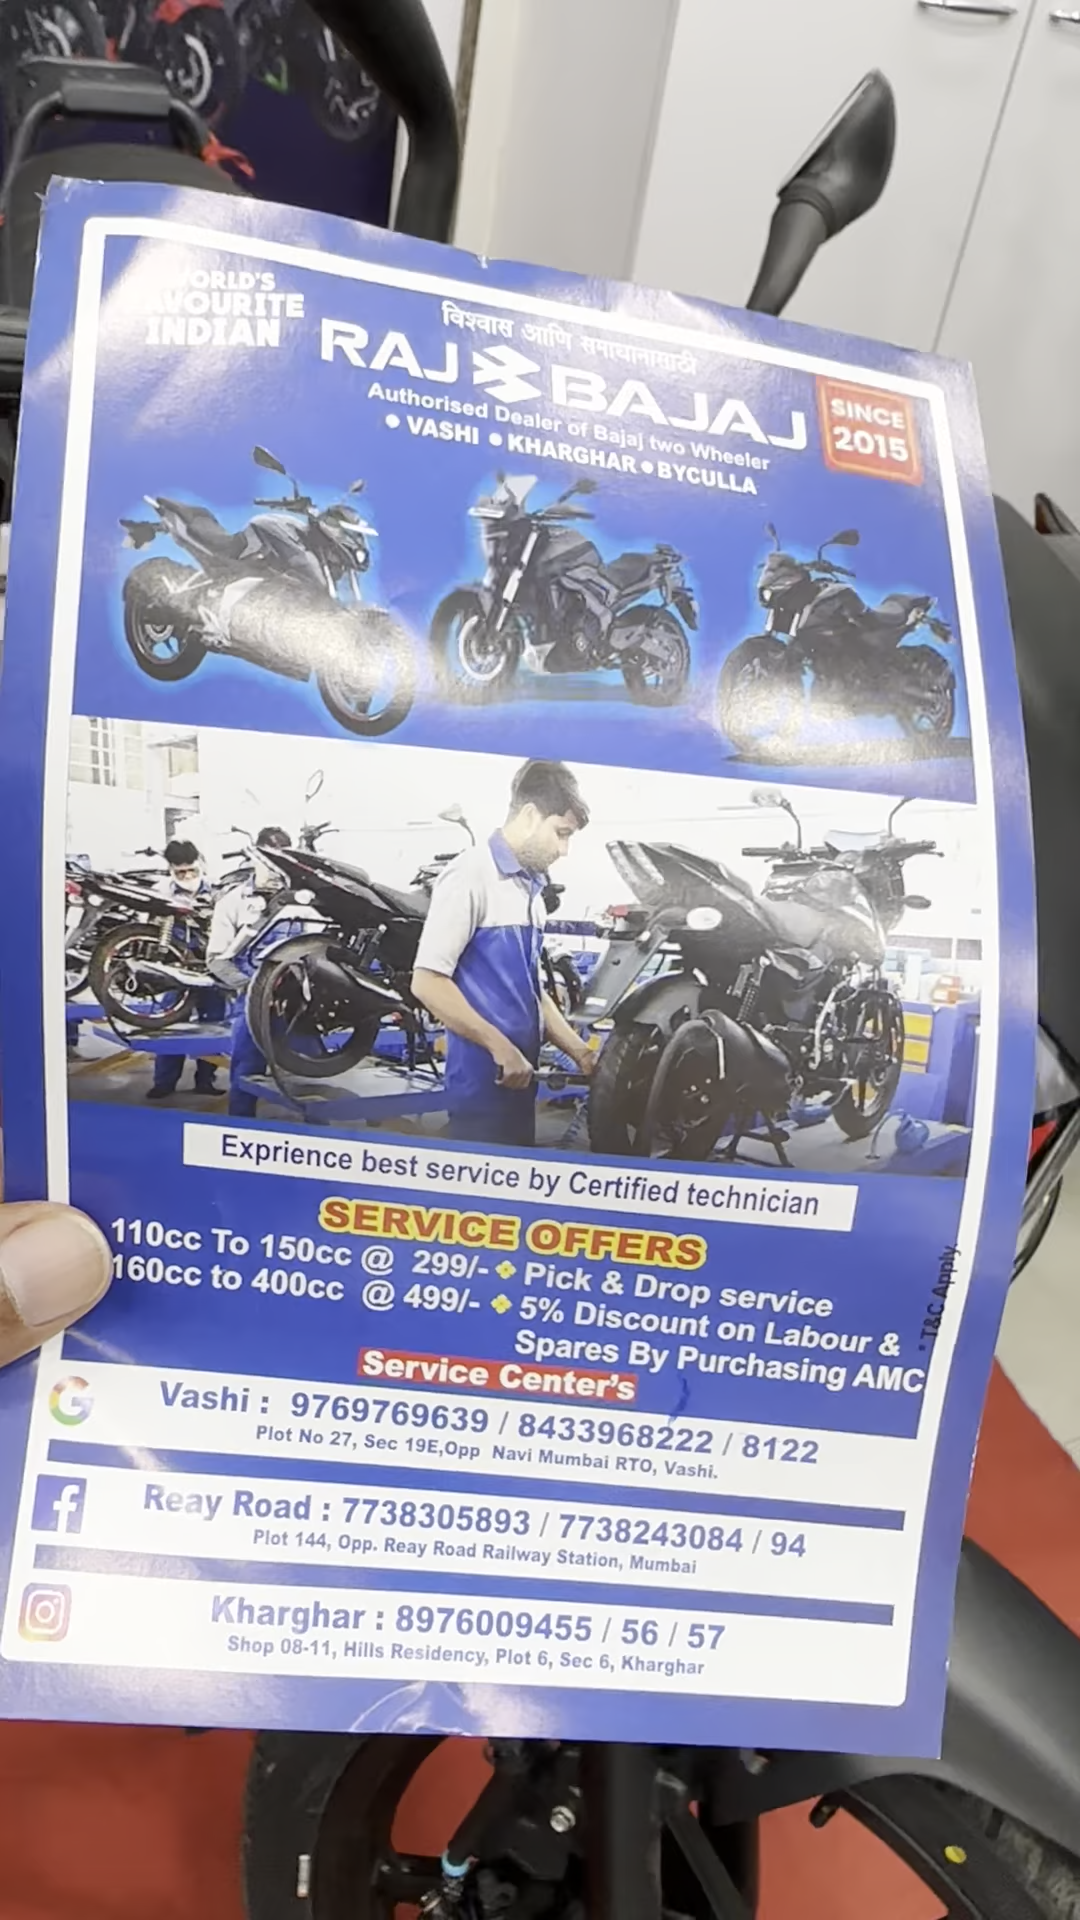 WORLD'S
FAVOURITE
INDIAN
विश्वास आणि समाधानासाठी
RAJ BAJAJ
SINCE
2015
Authorised Dealer of Bajaj two Wheeler
• VASHI • KHARGHAR • BYCULLA
Exprience best service by Certified technician
SERVICE OFFERS
110cc To 150cc @ 299/- Pick & Drop service
160cc to 400cc @ 499/- 5% Discount on Labour &
Spares By Purchasing AMC
* T&C Apply.
Service Center's
Vashi : 9769769639 / 8433968222 / 8122
Plot No 27, Sec 19E,Opp Navi Mumbai RTO, Vashi.
Reay Road : 7738305893 / 7738243084 / 94
Plot 144, Opp. Reay Road Railway Station, Mumbai
Kharghar : 8976009455 / 56 / 57
Shop 08-11, Hills Residency, Plot 6, Sec 6, Kharghar